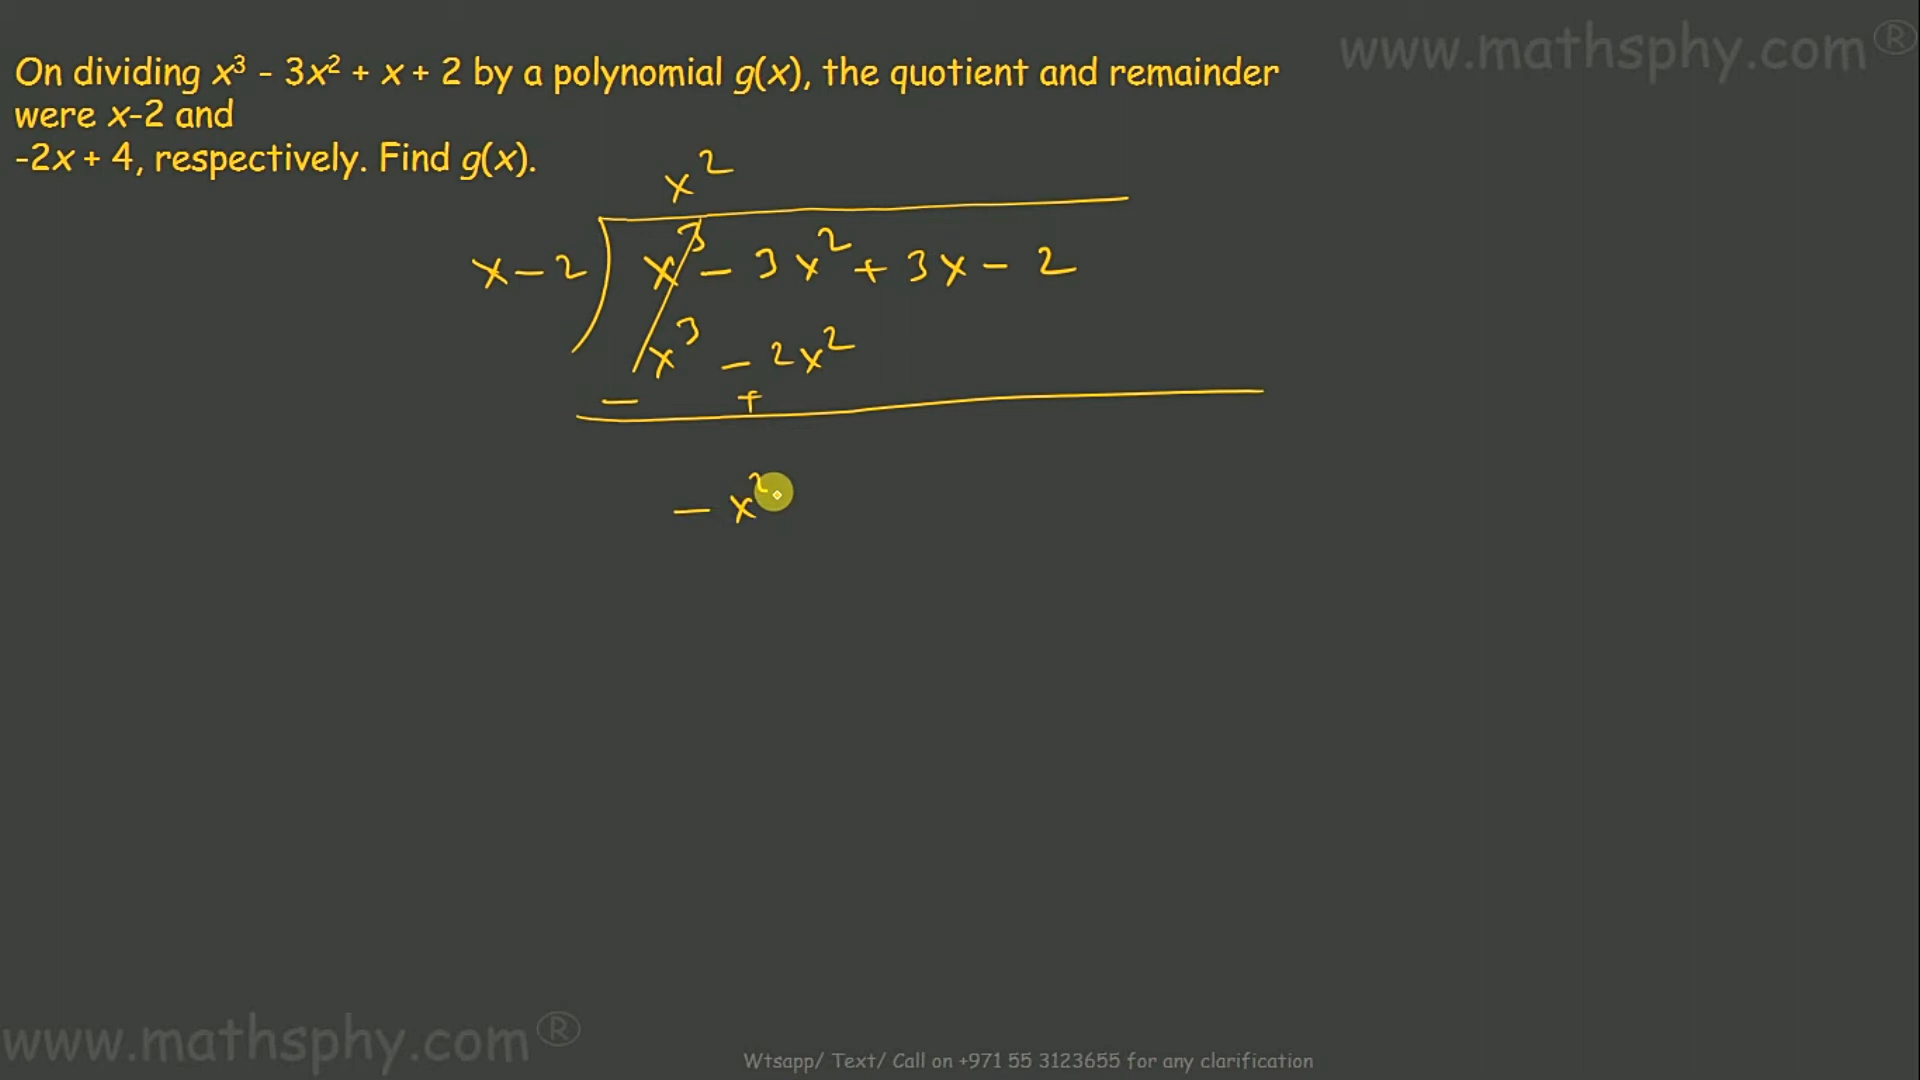 www.mathsphy.com®
On dividing x³ - 3x² + x + 2 by a polynomial g(x), the quotient and remainder
were x-2 and
-2x + 4, respectively. Find g(x).
x²
x - 2 ) x³ - 3x² + 3x - 2
x³ - 2x²
- +
- x²
www.mathsphy.com®
Wtsapp/ Text/ Call on +971 55 3123655 for any clarification